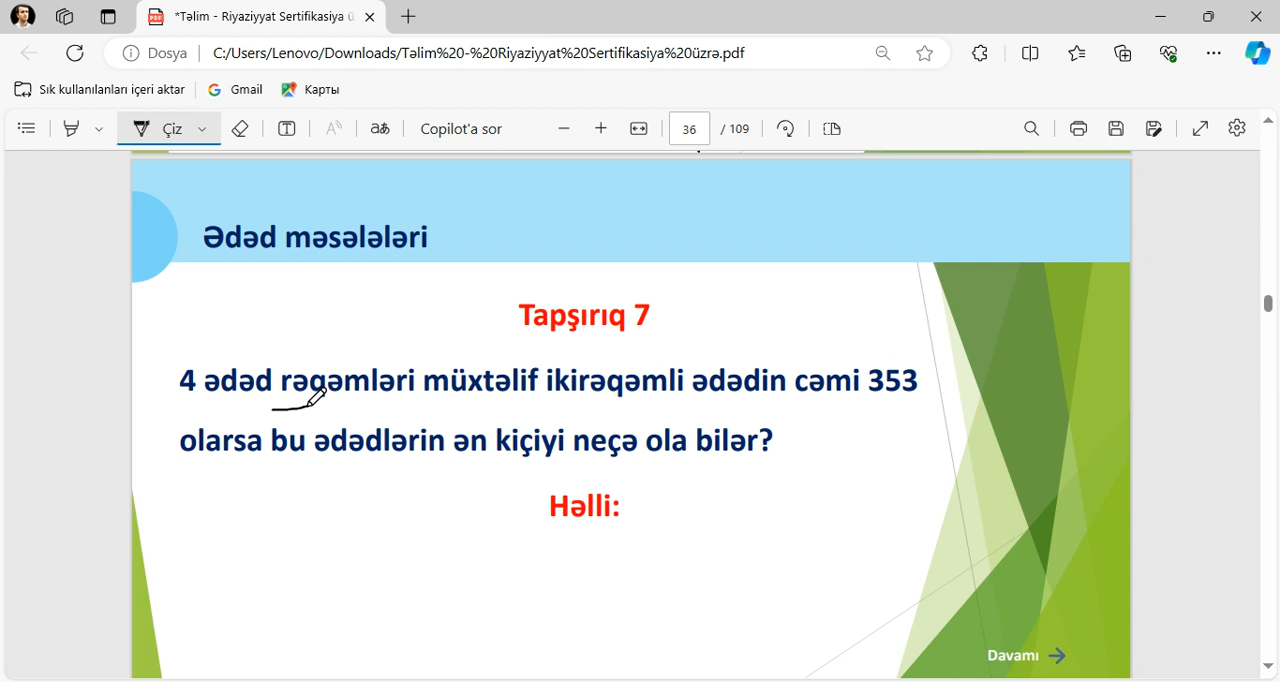 *Təlim - Riyaziyyat Sertifikasiya ü
Dosya
C:/Users/Lenovo/Downloads/Təlim%20-%20Riyaziyyat%20Sertifikasiya%20üzrə.pdf
Sık kullanılanları içeri aktar
Gmail
Карты
Çiz
aあ
Copilot'a sor
36 / 109
Ədəd məsələləri
Tapşırıq 7
4 ədəd rəqəmləri müxtəlif ikirəqəmli ədədin cəmi 353
olarsa bu ədədlərin ən kiçiyi neçə ola bilər?
Həlli:
Davamı